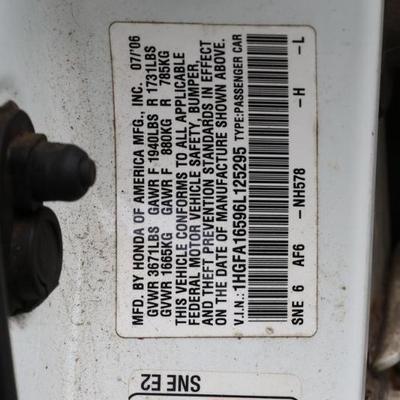 MFD. BY HONDA OF AMERICA MFG., INC. 07/'06
GVWR 3671LBS GAWR F 1940LBS R 1731LBS
GVWR 1665KG GAWR F 880KG R 785KG
THIS VEHICLE CONFORMS TO ALL APPLICABLE
FEDERAL MOTOR VEHICLE SAFETY, BUMPER,
AND THEFT PREVENTION STANDARDS IN EFFECT
ON THE DATE OF MANUFACTURE SHOWN ABOVE.
V.I.N.: 1HGFA16596L125295 TYPE:PASSENGER CAR
SNE 6 AF6 -NH578 -H -L
SNE E2